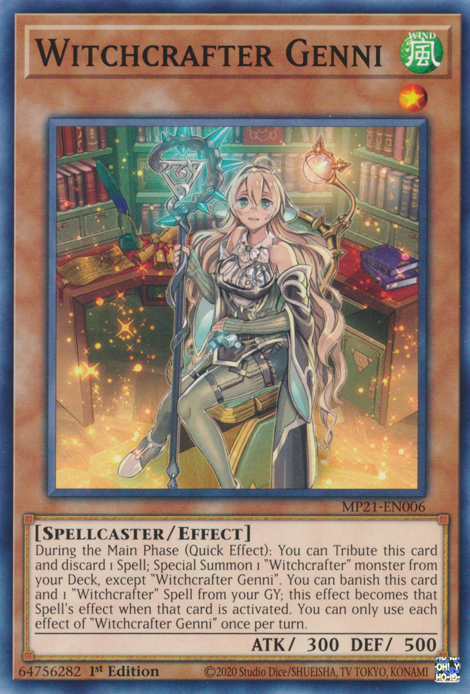 WITCHCRAFTER GENNI
WIND
風
MP21-EN006
[SPELLCASTER/EFFECT]
During the Main Phase (Quick Effect): You can Tribute this card
and discard 1 Spell; Special Summon 1 "Witchcrafter" monster from
your Deck, except "Witchcrafter Genni". You can banish this card
and 1 "Witchcrafter" Spell from your GY; this effect becomes that
Spell's effect when that card is activated. You can only use each
effect of "Witchcrafter Genni" once per turn.
ATK/ 300 DEF/ 500
64756282 1st Edition ©2020 Studio Dice/SHUEISHA, TV TOKYO, KONAMI